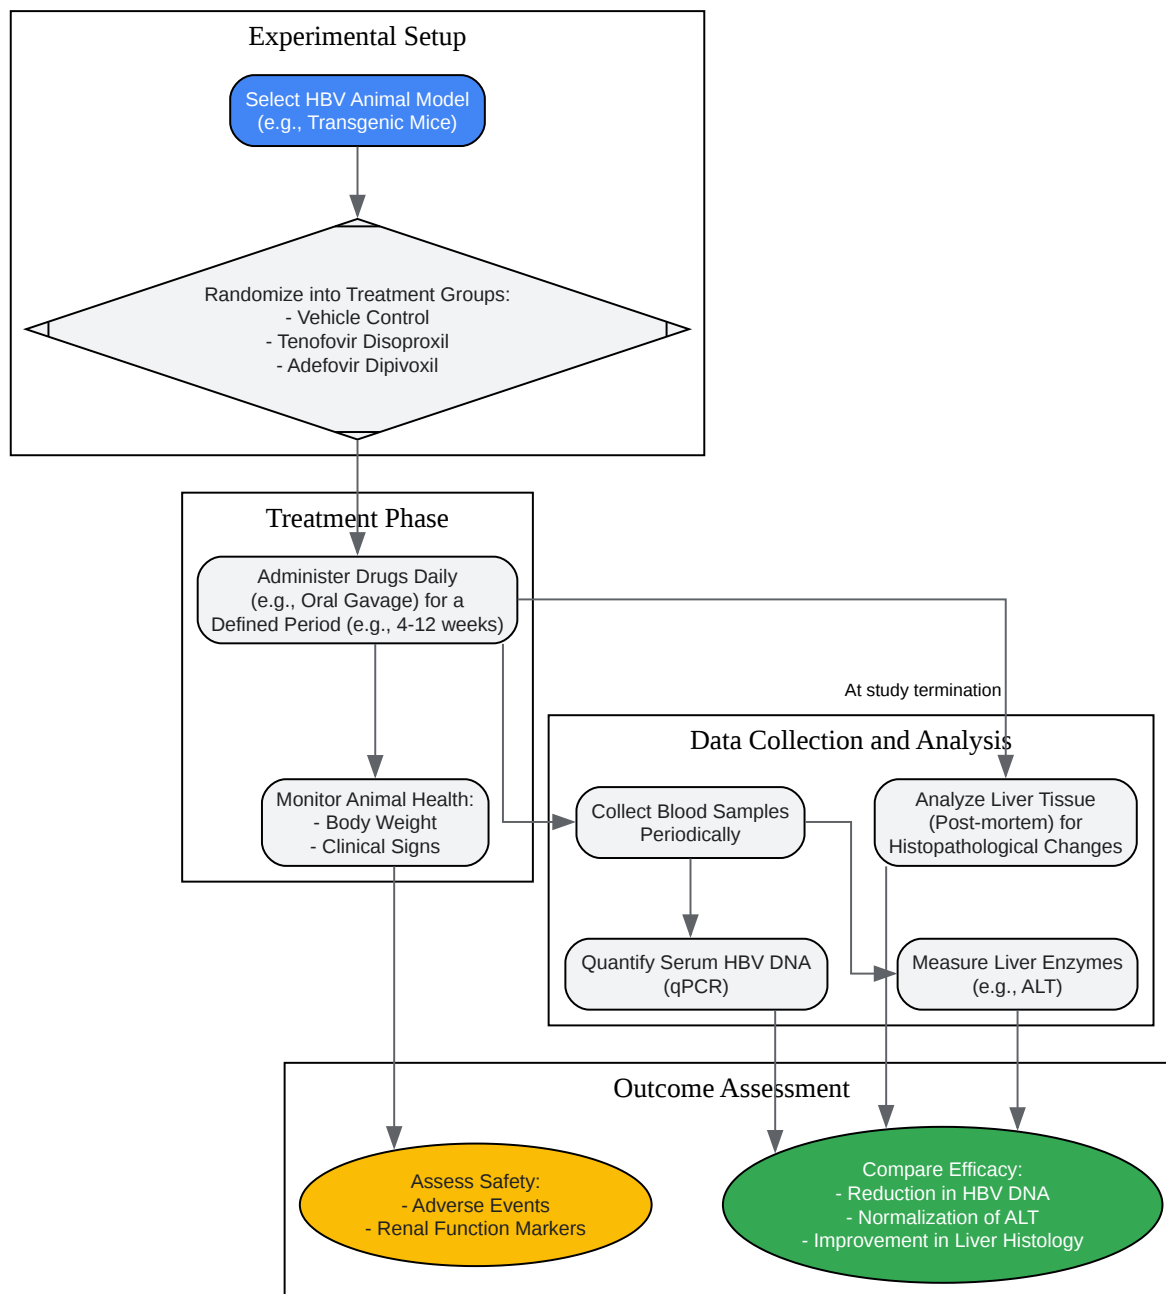 Experimental Setup
Select HBV Animal Model
(e.g., Transgenic Mice)
Randomize into Treatment Groups:
- Vehicle Control
- Tenofovir Disoproxil
- Adefovir Dipivoxil
Treatment Phase
Administer Drugs Daily
(e.g., Oral Gavage) for a
Defined Period (e.g., 4-12 weeks)
At study termination
Data Collection and Analysis
Monitor Animal Health:
- Body Weight
- Clinical Signs
Collect Blood Samples
Periodically
Analyze Liver Tissue
(Post-mortem) for
Histopathological Changes
Quantify Serum HBV DNA
(qPCR)
Measure Liver Enzymes
(e.g., ALT)
Outcome Assessment
Assess Safety:
- Adverse Events
- Renal Function Markers
Compare Efficacy:
- Reduction in HBV DNA
- Normalization of ALT
- Improvement in Liver Histology